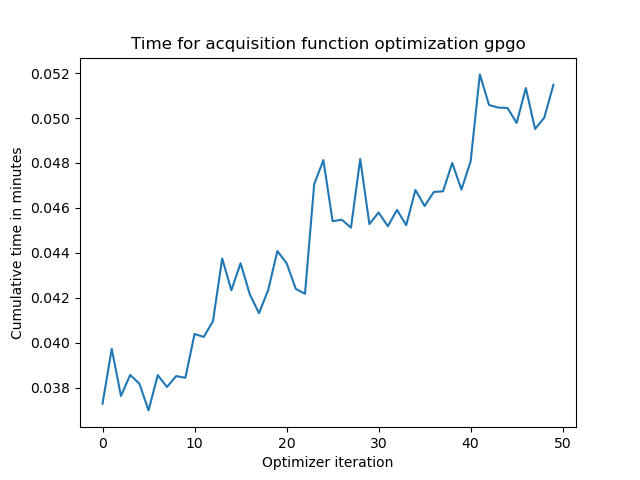 Time for acquisition function optimization gpgo
0.052
0.050
0.048
0.046
0.044
0.042
0.040
0.038
Cumulative time in minutes
0 10 20 30 40 50
Optimizer iteration